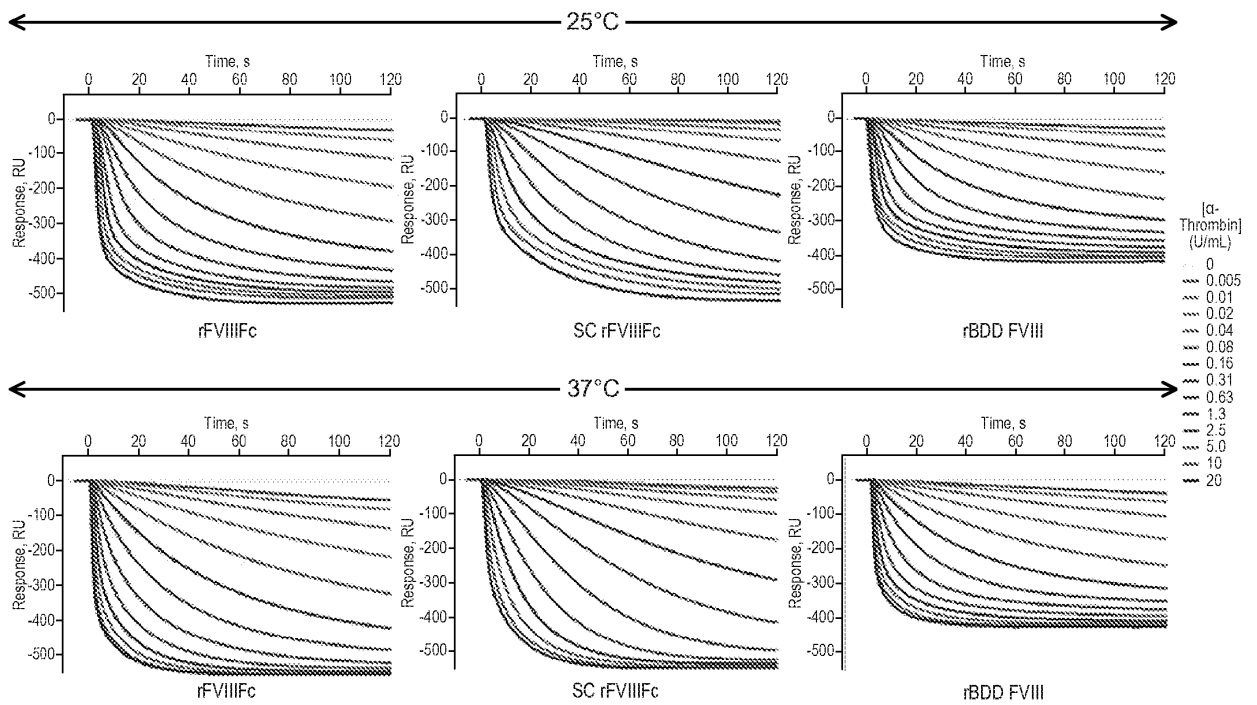 25°C
Time, s
0 20 40 60 80 100 120
0
-100
-200
-300
-400
-500
Response, RU
rFVIIIFc
Time, s
0 20 40 60 80 100 120
0
-100
-200
-300
-400
-500
Response, RU
SC rFVIIIFc
Time, s
0 20 40 60 80 100 120
0
-100
-200
-300
-400
-500
Response, RU
rBDD FVIII
[α-
Thrombin]
(U/mL)
0
0.005
0.01
0.02
0.04
0.08
0.16
0.31
0.63
1.3
2.5
5.0
10
20
37°C
Time, s
0 20 40 60 80 100 120
0
-100
-200
-300
-400
-500
Response, RU
rFVIIIFc
Time, s
0 20 40 60 80 100 120
0
-100
-200
-300
-400
-500
Response, RU
SC rFVIIIFc
Time, s
0 20 40 60 80 100 120
0
-100
-200
-300
-400
-500
Response, RU
rBDD FVIII